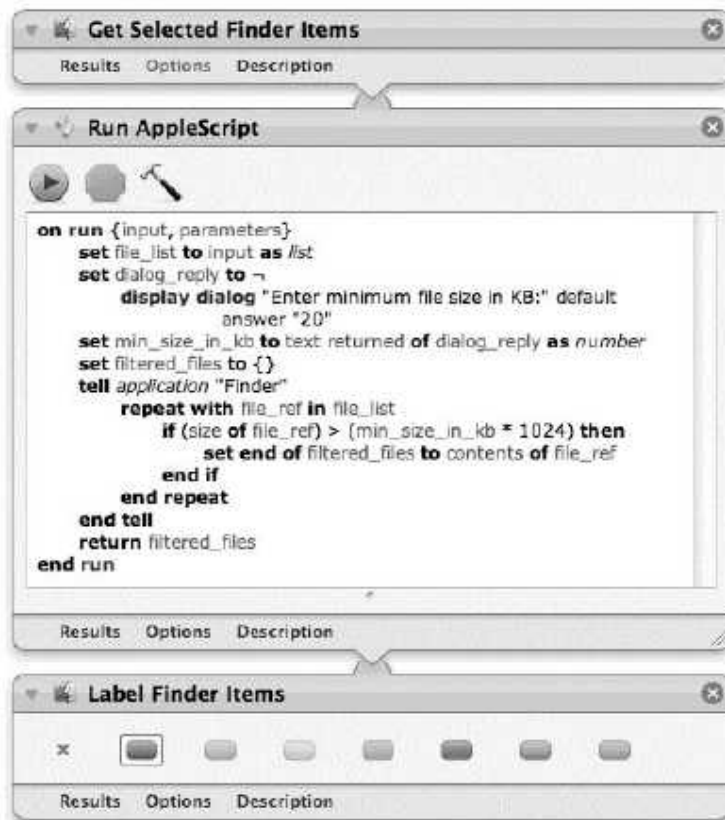 Get Selected Finder Items
Results Options Description
Run AppleScript
on run {input, parameters}
set file_list to input as list
set dialog_reply to ¬
display dialog "Enter minimum file size in KB:" default
answer "20"
set min_size_in_kb to text returned of dialog_reply as number
set filtered_files to {}
tell application "Finder"
repeat with file_ref in file_list
if (size of file_ref) > (min_size_in_kb * 1024) then
set end of filtered_files to contents of file_ref
end if
end repeat
end tell
return filtered_files
end run
Results Options Description
Label Finder Items
Results Options Description